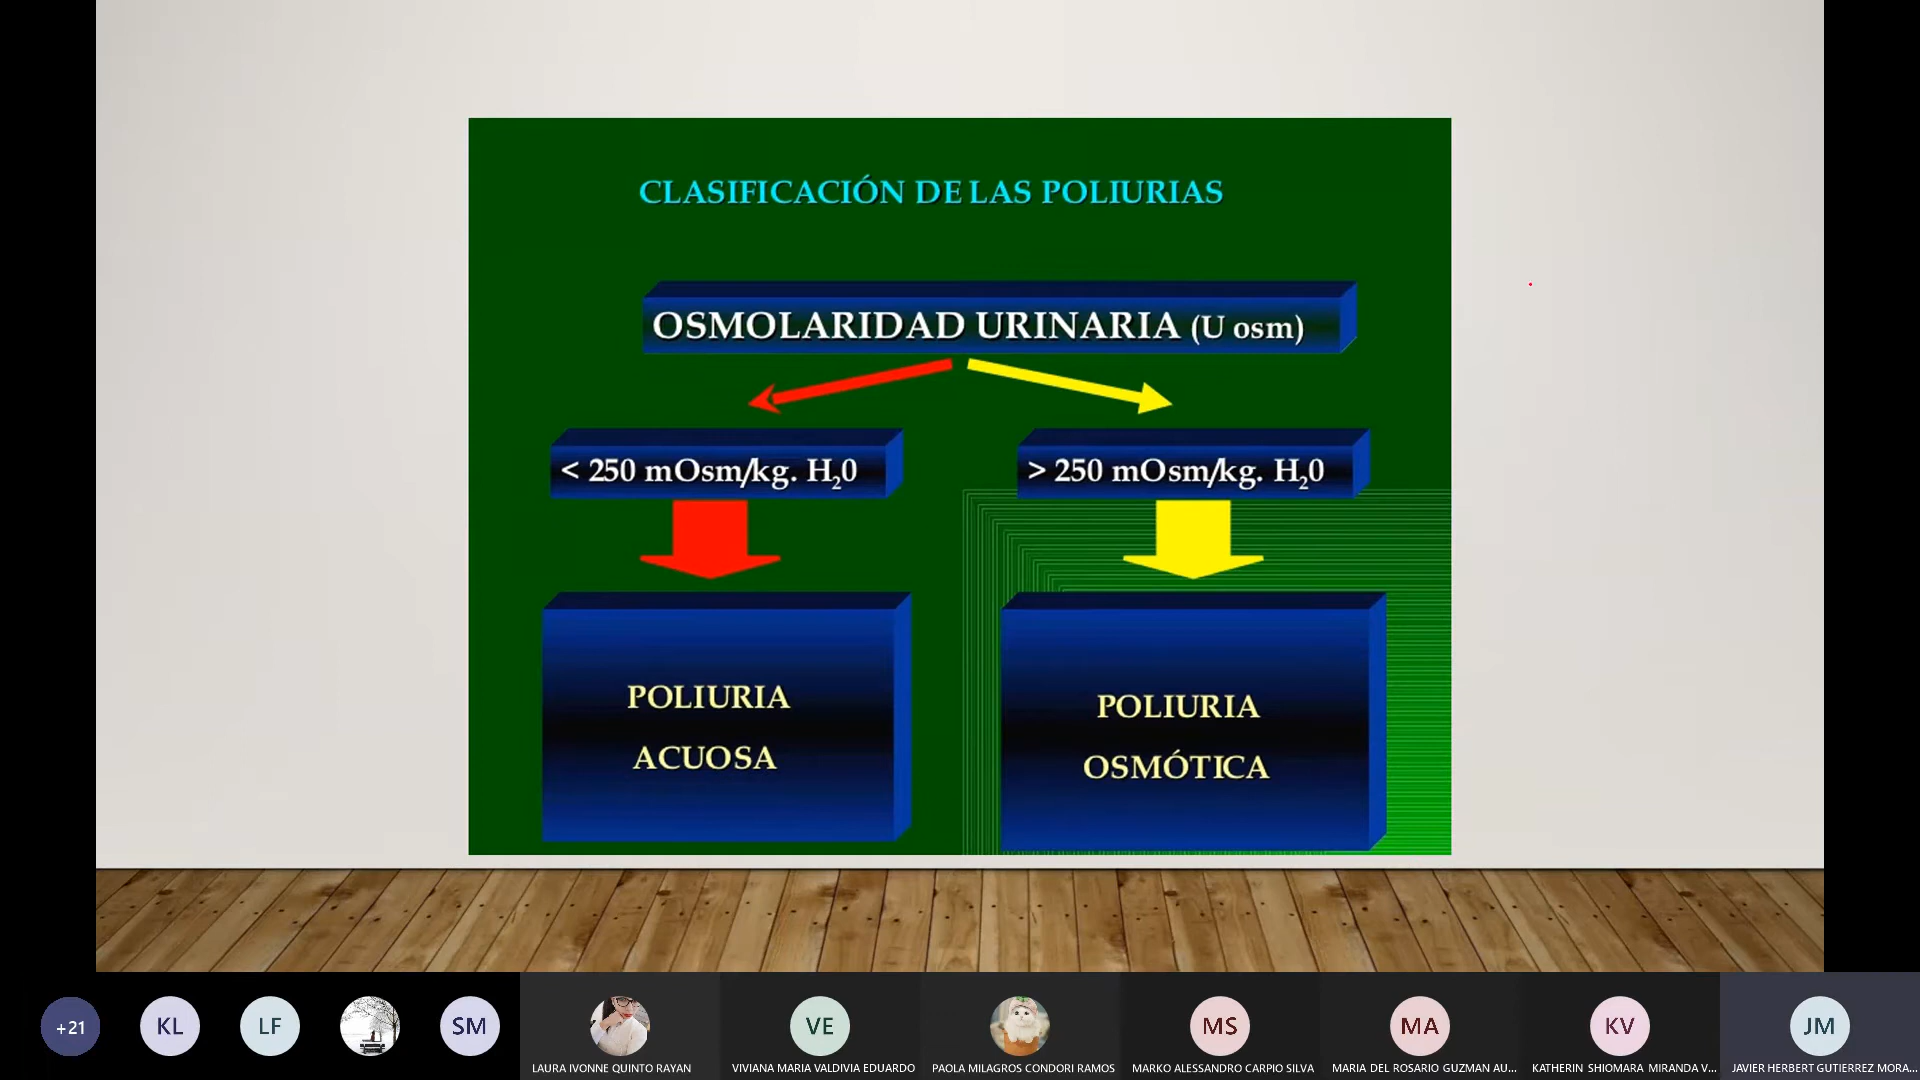 CLASIFICACIÓN DE LAS POLIURIAS
OSMOLARIDAD URINARIA (U osm)
< 250 mOsm/kg. H₂0
> 250 mOsm/kg. H₂0
POLIURIA
ACUOSA
POLIURIA
OSMÓTICA
+21
KL
LF
SM
VE
MS
MA
KV
JM
LAURA IVONNE QUINTO RAYAN
VIVIANA MARIA VALDIVIA EDUARDO
PAOLA MILAGROS CONDORI RAMOS
MARKO ALESSANDRO CARPIO SILVA
MARIA DEL ROSARIO GUZMAN AU...
KATHERIN SHIOMARA MIRANDA V...
JAVIER HERBERT GUTIERREZ MORA...